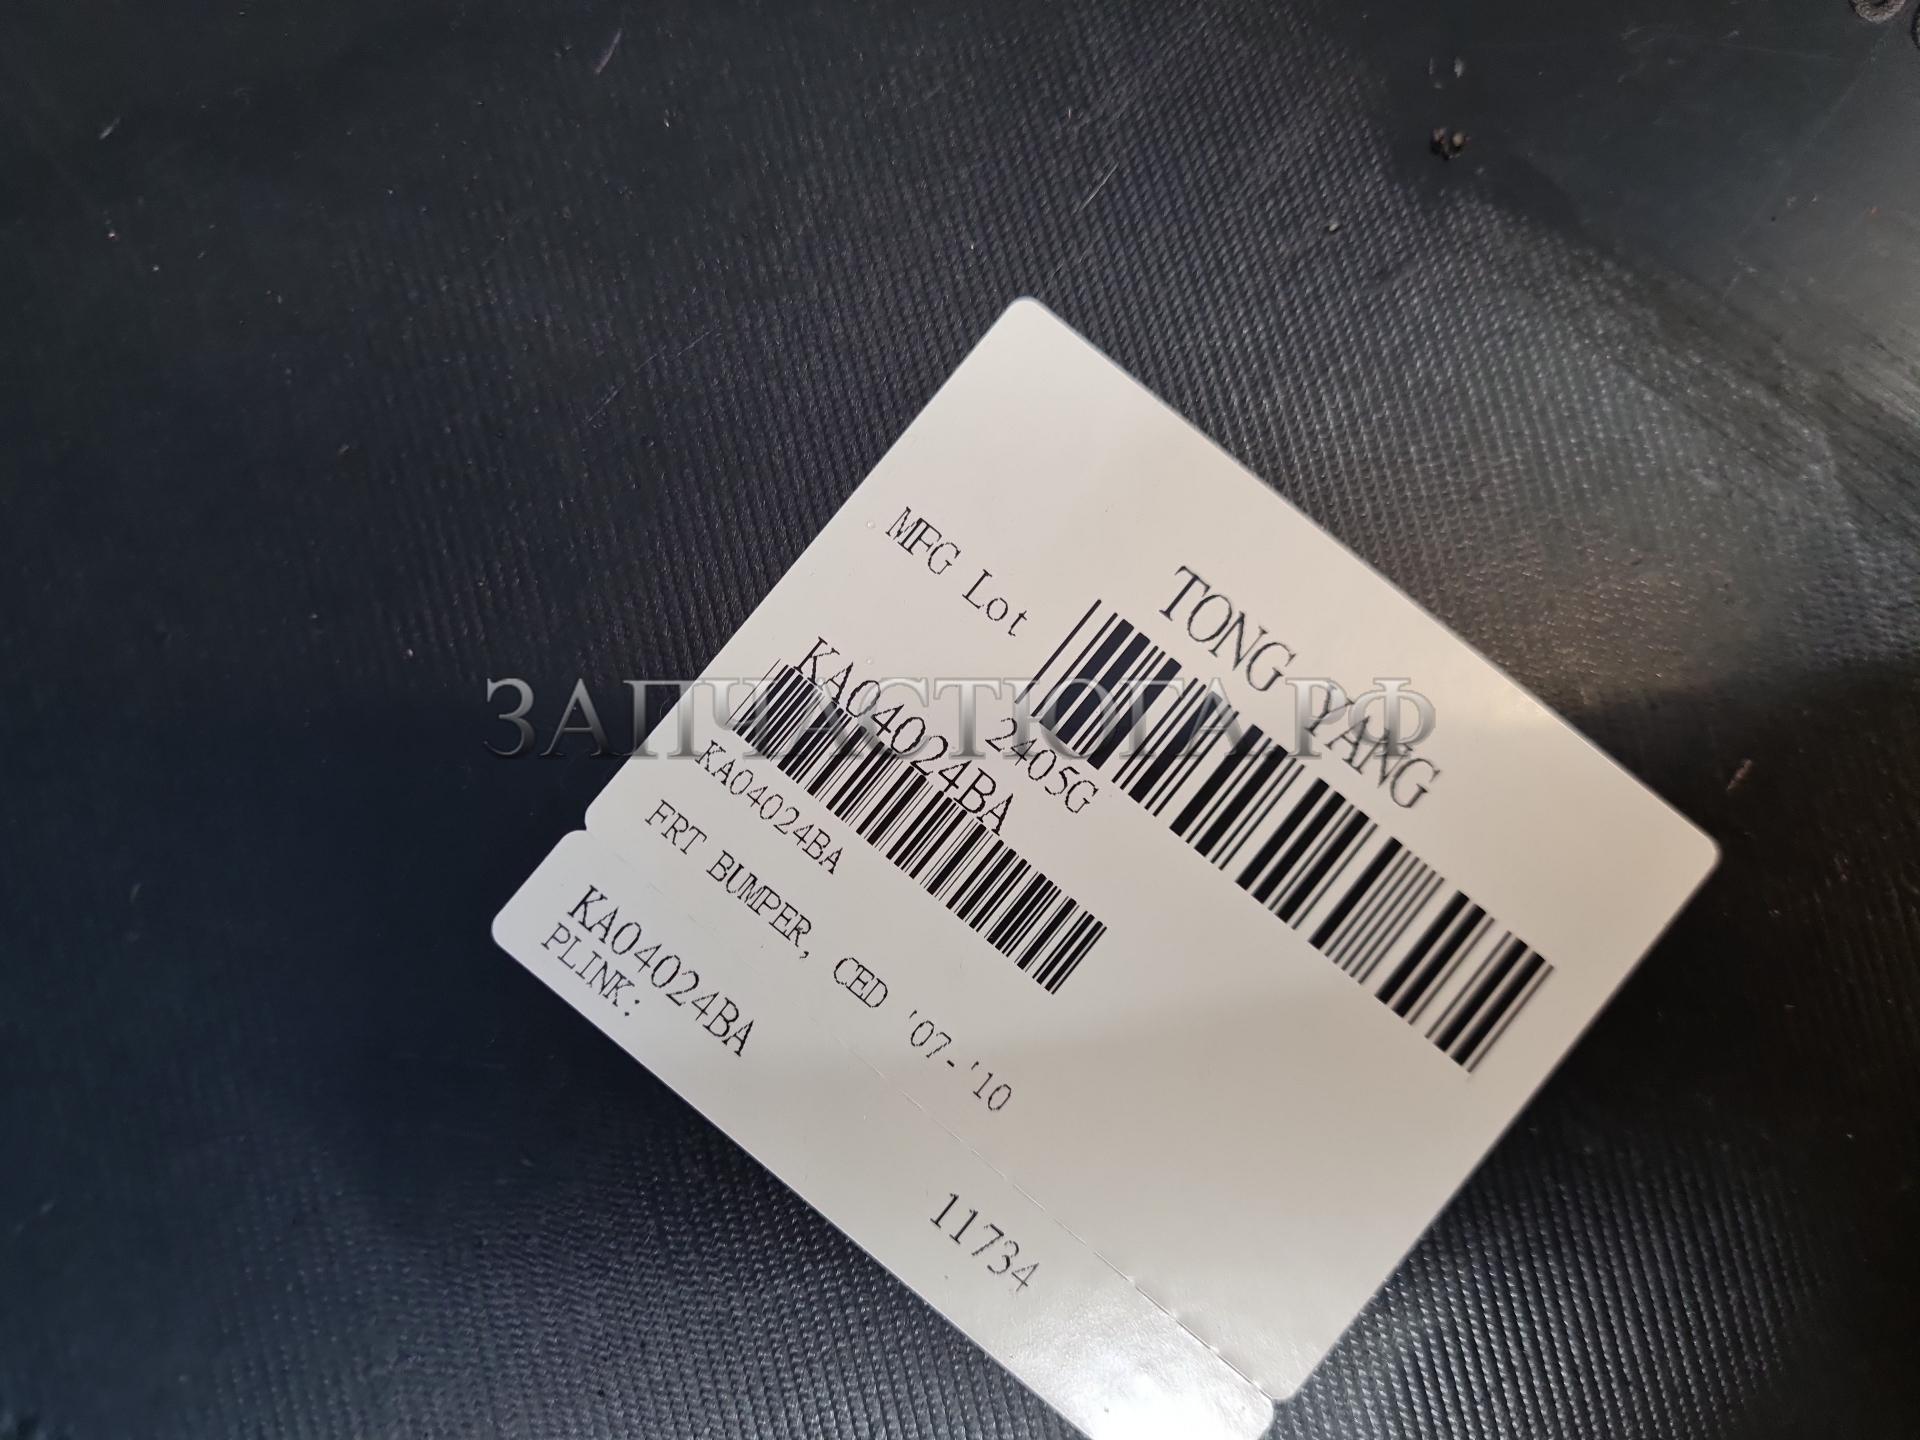 TONG YANG
MFG Lot
2405G
KA04024BA
KA04024BA
FRT BUMPER, CED '07-'10
KA04024BA
PLINK:
11734
ЗАПЧАСТЮГА.РФ